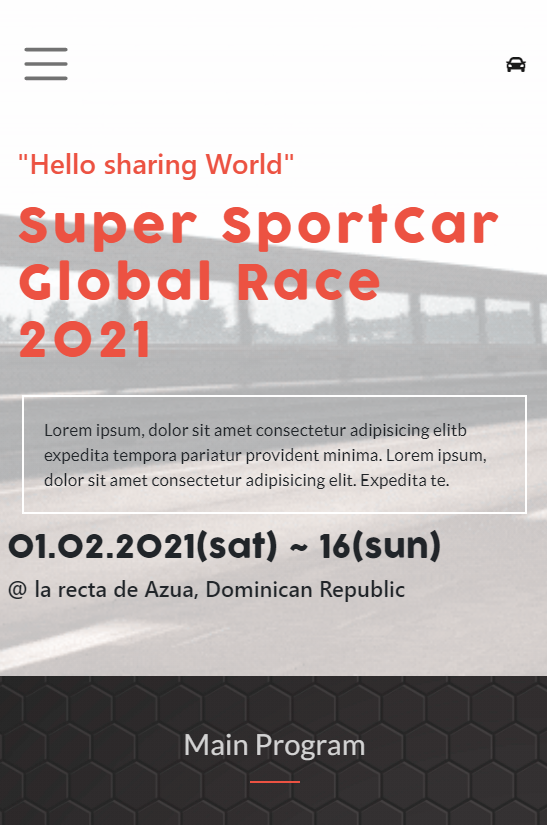 "Hello sharing World"
Super SportCar
Global Race
2021
Lorem ipsum, dolor sit amet consectetur adipisicing elitb
expedita tempora pariatur provident minima. Lorem ipsum,
dolor sit amet consectetur adipisicing elit. Expedita te.
01.02.2021(sat) ~ 16(sun)
@ la recta de Azua, Dominican Republic
Main Program